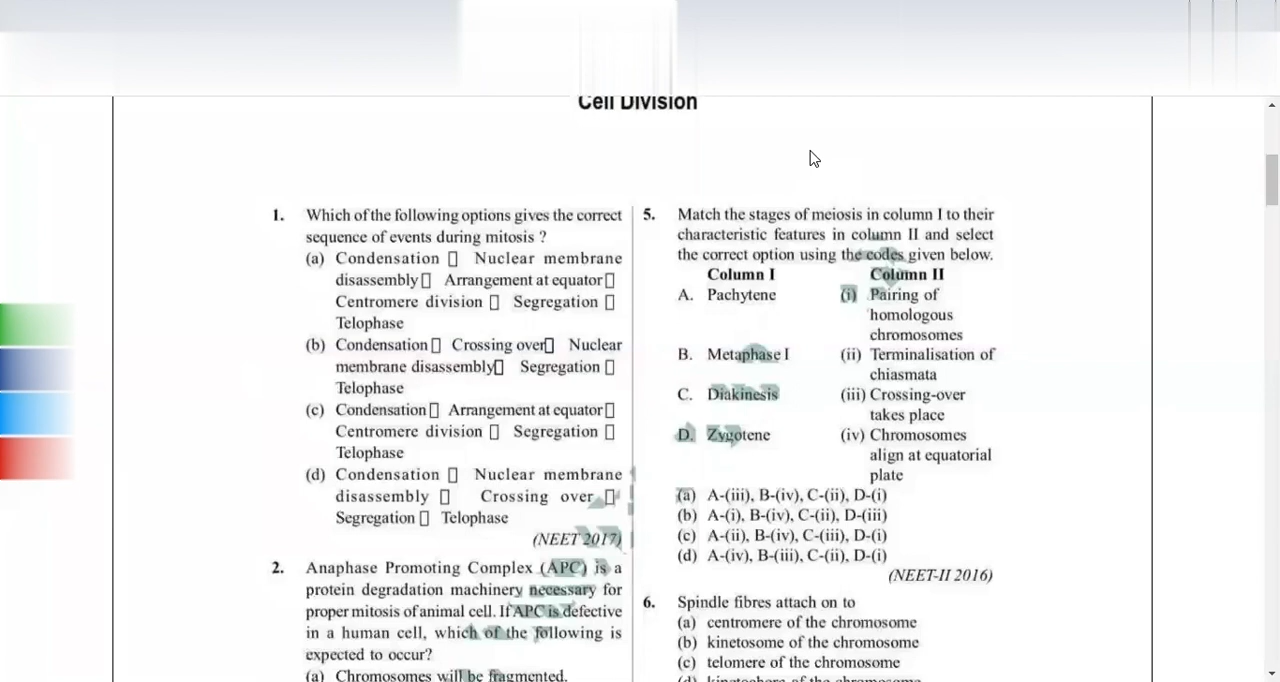 Cell Division
1. Which of the following options gives the correct
sequence of events during mitosis ?
(a) Condensation ▯ Nuclear membrane
disassembly▯ Arrangement at equator▯
Centromere division ▯ Segregation ▯
Telophase
(b) Condensation▯ Crossing over▯ Nuclear
membrane disassembly▯ Segregation ▯
Telophase
(c) Condensation▯ Arrangement at equator▯
Centromere division ▯ Segregation ▯
Telophase
(d) Condensation ▯ Nuclear membrane
disassembly ▯ Crossing over ▯
Segregation ▯ Telophase
(NEET 2017)
2. Anaphase Promoting Complex (APC) is a
protein degradation machinery necessary for
proper mitosis of animal cell. If APC is defective
in a human cell, which of the following is
expected to occur?
(a) Chromosomes will be fragmented.
5. Match the stages of meiosis in column I to their
characteristic features in column II and select
the correct option using the codes given below.
Column I Column II
A. Pachytene (i) Pairing of
homologous
chromosomes
B. Metaphase I (ii) Terminalisation of
chiasmata
C. Diakinesis (iii) Crossing-over
takes place
D. Zygotene (iv) Chromosomes
align at equatorial
plate
(a) A-(iii), B-(iv), C-(ii), D-(i)
(b) A-(i), B-(iv), C-(ii), D-(iii)
(c) A-(ii), B-(iv), C-(iii), D-(i)
(d) A-(iv), B-(iii), C-(ii), D-(i)
(NEET-II 2016)
6. Spindle fibres attach on to
(a) centromere of the chromosome
(b) kinetosome of the chromosome
(c) telomere of the chromosome
(d) kinetochore of the chromosome